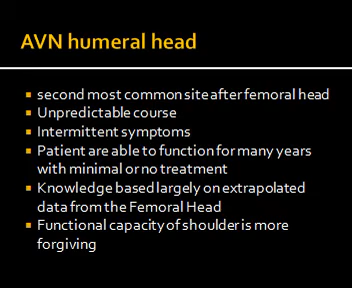 AVN humeral head
second most common site after femoral head
Unpredictable course
Intermittent symptoms
Patient are able to function for many years
with minimal or no treatment
Knowledge based largely on extrapolated
data from the Femoral Head
Functional capacity of shoulder is more
forgiving